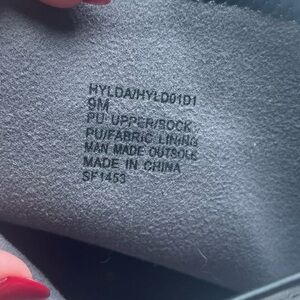 HYLDA/HYLD01D1
9M
PU UPPER/SOCK
PU/FABRIC LINING
MAN MADE OUTSOLE
MADE IN CHINA
SF1453